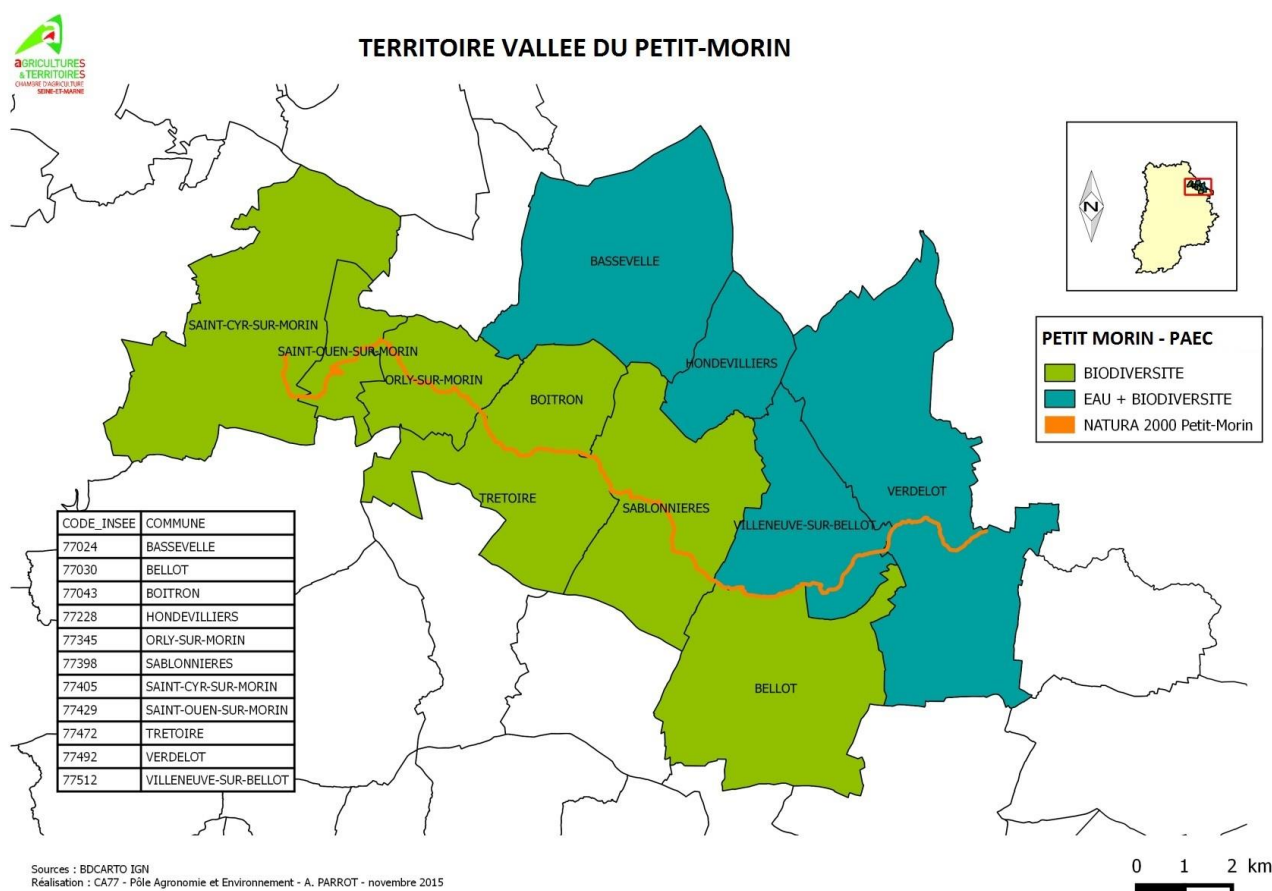 aGRICULTURES
& TERRITOIRES
CHAMBRE D'AGRICULTURE
SEINE-ET-MARNE
TERRITOIRE VALLEE DU PETIT-MORIN
BASSEVELLE
SAINT-CYR-SUR-MORIN
SAINT-OUEN-SUR-MORIN
HONDEVILLIERS
ORLY-SUR-MORIN
BOITRON
VERDELOT
TRETOIRE
SABLONNIERES
VILLENEUVE-SUR-BELLOT
BELLOT
N
PETIT MORIN - PAEC
BIODIVERSITE
EAU + BIODIVERSITE
NATURA 2000 Petit-Morin
CODE_INSEE COMMUNE
77024 BASSEVELLE
77030 BELLOT
77043 BOITRON
77228 HONDEVILLIERS
77345 ORLY-SUR-MORIN
77398 SABLONNIERES
77405 SAINT-CYR-SUR-MORIN
77429 SAINT-OUEN-SUR-MORIN
77472 TRETOIRE
77492 VERDELOT
77512 VILLENEUVE-SUR-BELLOT
Sources : BDCARTO IGN
Réalisation : CA77 - Pôle Agronomie et Environnement - A. PARROT - novembre 2015
0 1 2 km